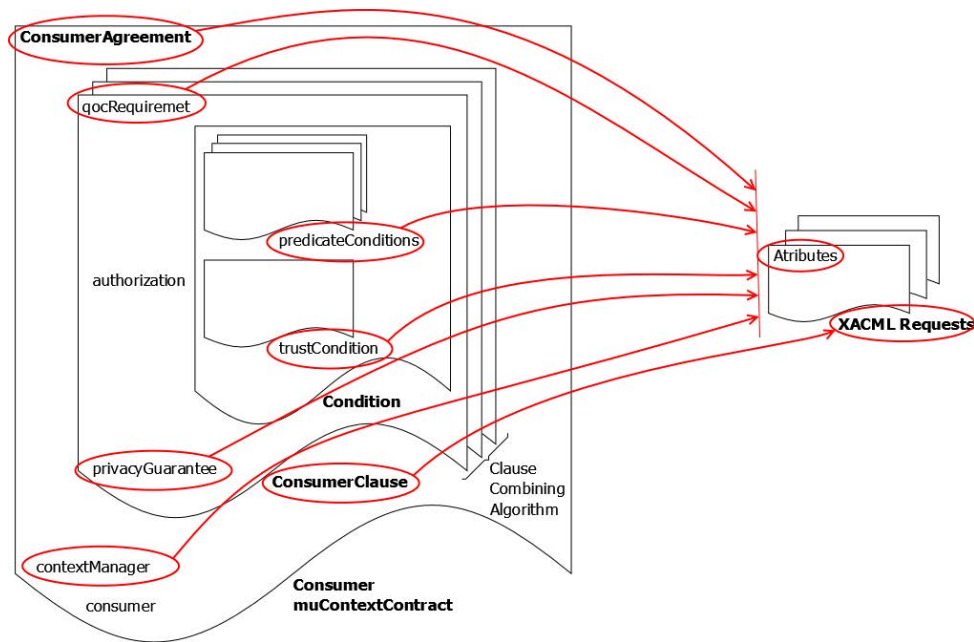 ConsumerAgreement
qocRequiremet
predicateConditions
Atributes
authorization
XACML Requests
trustCondition
Condition
privacyGuarantee
ConsumerClause
Clause
Combining
Algorithm
contextManager
consumer
Consumer
muContextContract